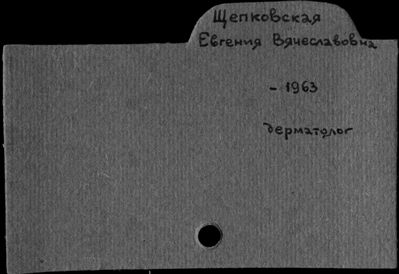 Щепковская
Евгения Вячеславовна
- 1963
дерматолог